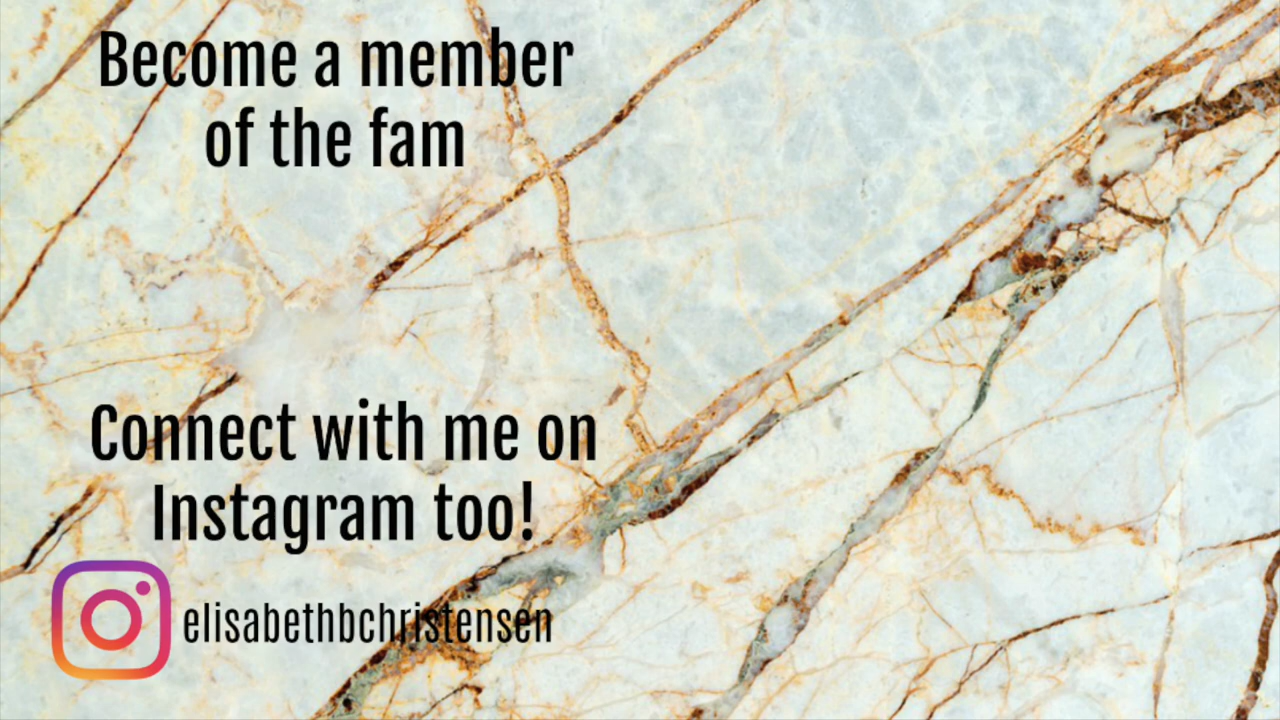 Become a member
of the fam
Connect with me on
Instagram too!
elisabethbchristensen